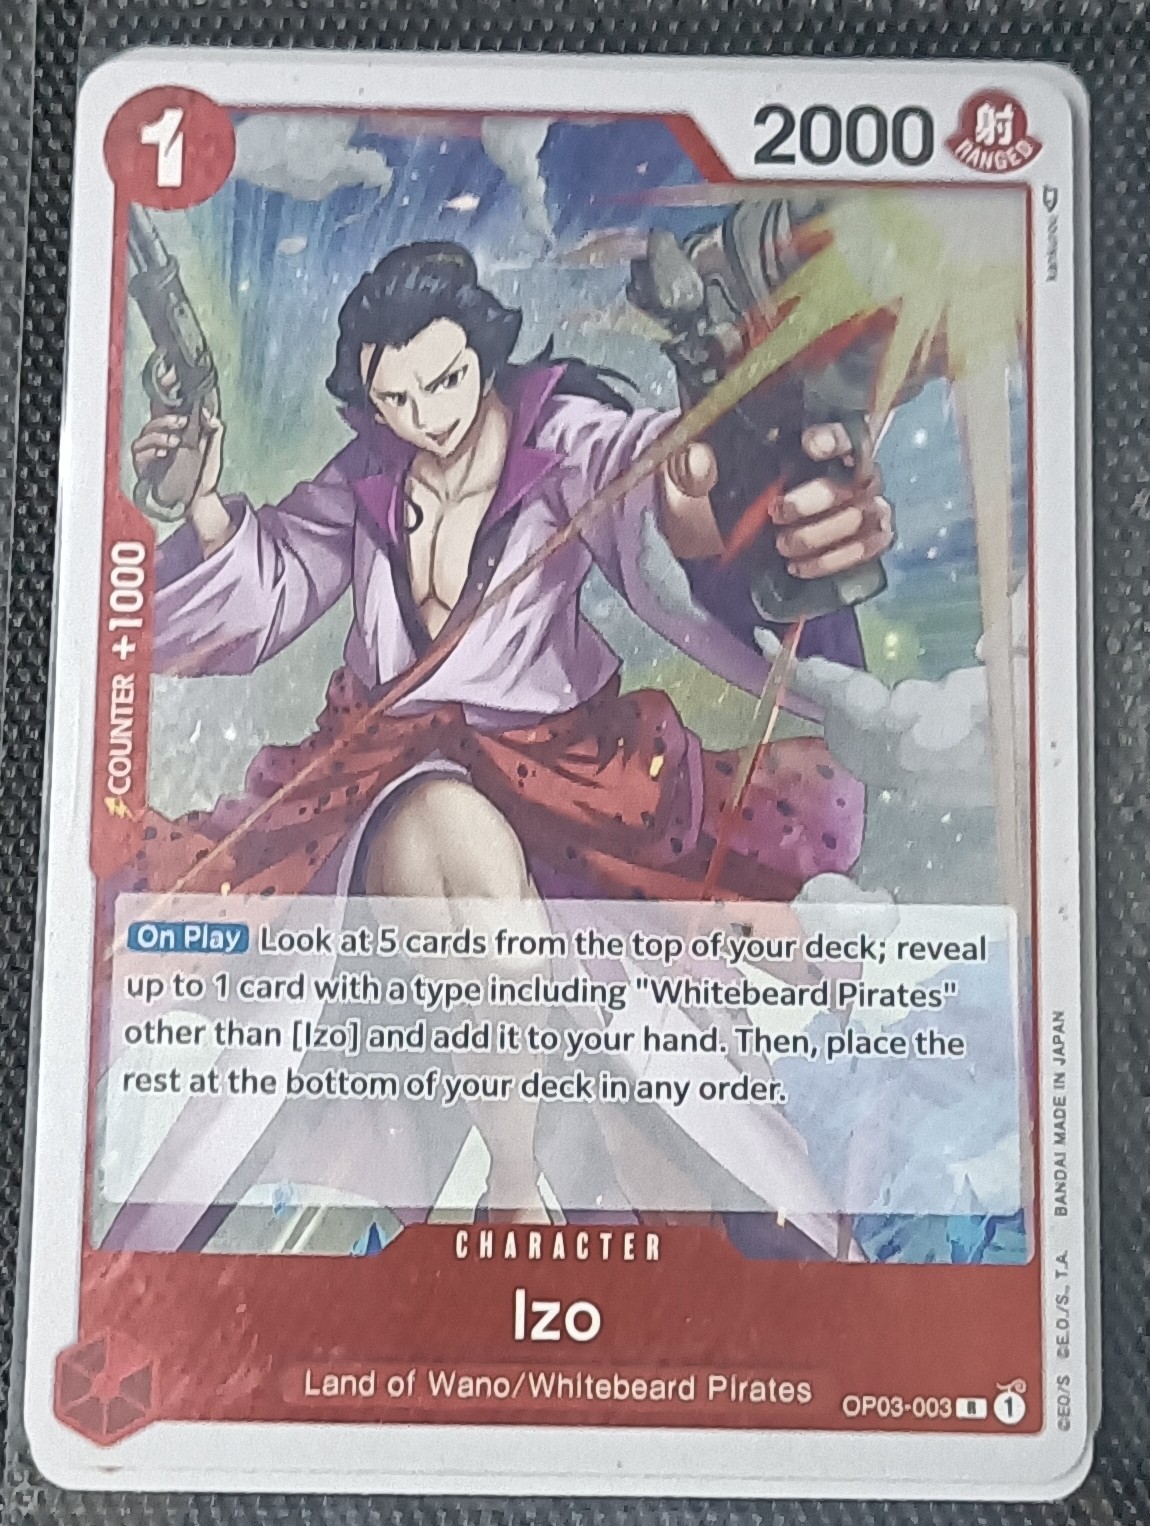 1
2000
射
RANGED
COUNTER +1000
On Play Look at 5 cards from the top of your deck; reveal
up to 1 card with a type including "Whitebeard Pirates"
other than [Izo] and add it to your hand. Then, place the
rest at the bottom of your deck in any order.
CHARACTER
Izo
Land of Wano/Whitebeard Pirates
OP03-003 R 1
©EO/S ©E.O./S., T.A. BANDAI MADE IN JAPAN